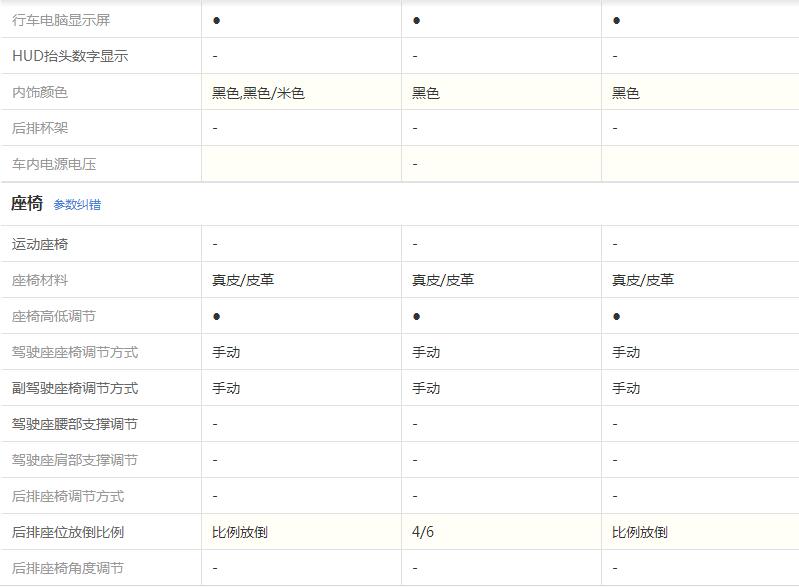 行车电脑显示屏 ● ● ●
HUD抬头数字显示 - - -
内饰颜色 黑色,黑色/米色 黑色 黑色
后排杯架 - - -
车内电源电压 -
座椅 参数纠错
运动座椅 - - -
座椅材料 真皮/皮革 真皮/皮革 真皮/皮革
座椅高低调节 ● ● ●
驾驶座座椅调节方式 手动 手动 手动
副驾驶座椅调节方式 手动 手动 手动
驾驶座腰部支撑调节 - - -
驾驶座肩部支撑调节 - - -
后排座椅调节方式 - - -
后排座位放倒比例 比例放倒 4/6 比例放倒
后排座椅角度调节 - - -